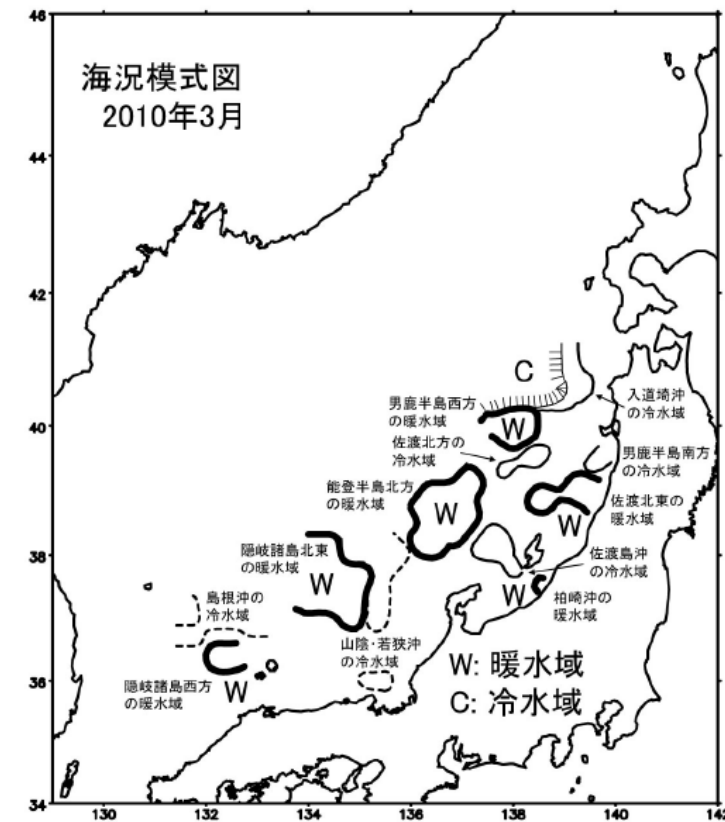 海況模式図
2010年3月
46
44
42
40
38
36
34
130
132
134
136
138
140
142
C
入道埼沖
の冷水域
男鹿半島西方
の暖水域
W
佐渡北方の
冷水域
男鹿半島南方
の冷水域
能登半島北方
の暖水域
W
佐渡北東の
暖水域
W
隠岐諸島北東
の暖水域
W
佐渡島沖
の冷水域
島根沖の
冷水域
W
柏崎沖の
暖水域
山陰・若狭沖
の冷水域
隠岐諸島西方
の暖水域
W
W: 暖水域
C: 冷水域